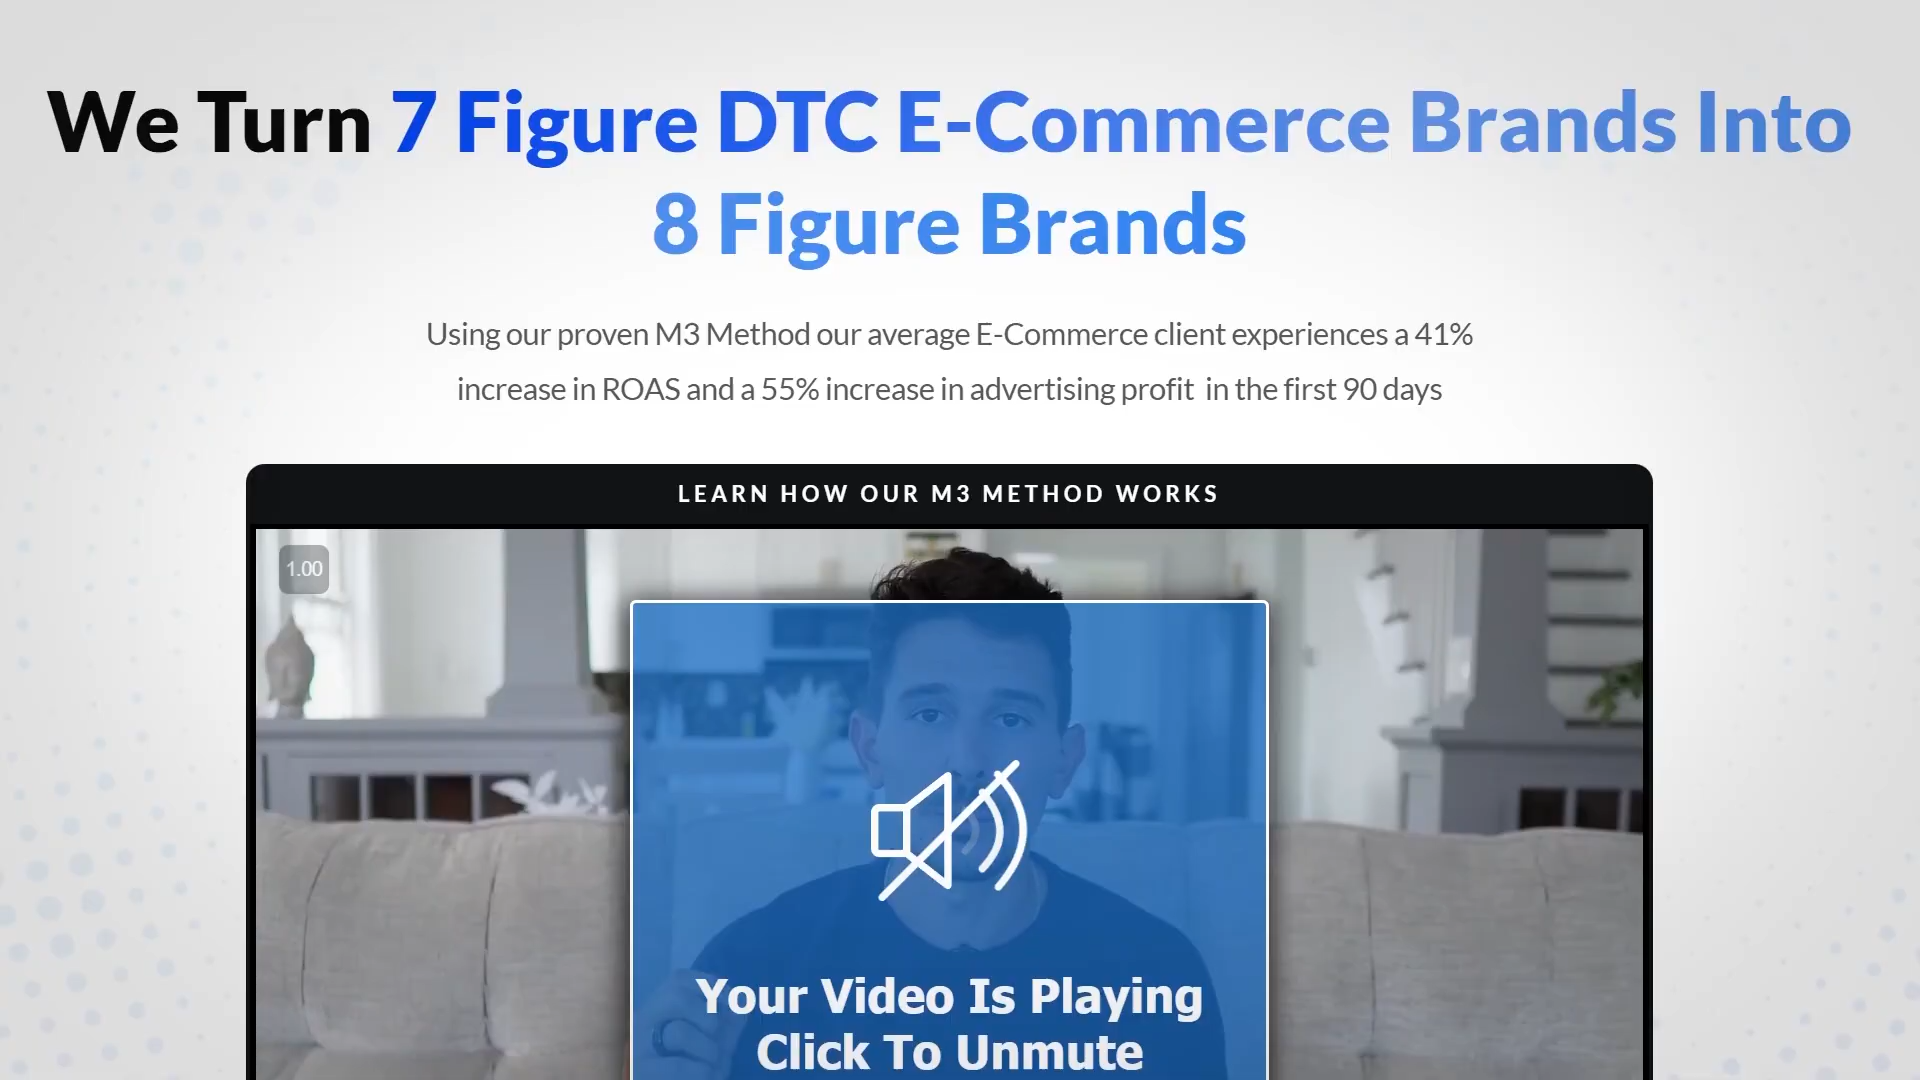 We Turn 7 Figure DTC E-Commerce Brands Into
8 Figure Brands
Using our proven M3 Method our average E-Commerce client experiences a 41%
increase in ROAS and a 55% increase in advertising profit in the first 90 days
LEARN HOW OUR M3 METHOD WORKS
1.00
Your Video Is Playing
Click To Unmute